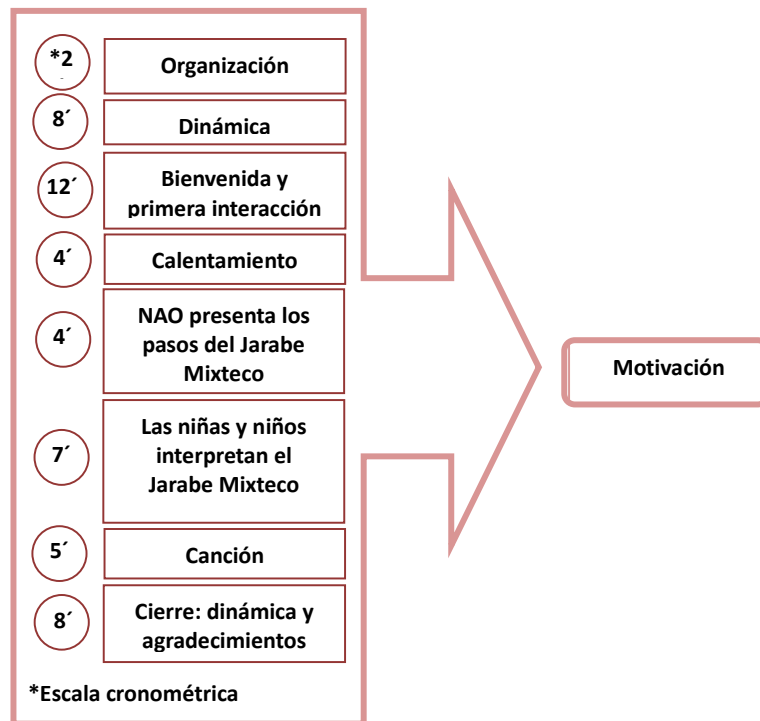 *2
Organización
8´
Dinámica
12´
Bienvenida y
primera interacción
4´
Calentamiento
4´
NAO presenta los
pasos del Jarabe
Mixteco
7´
Las niñas y niños
interpretan el
Jarabe Mixteco
5´
Canción
8´
Cierre: dinámica y
agradecimientos
*Escala cronométrica
Motivación